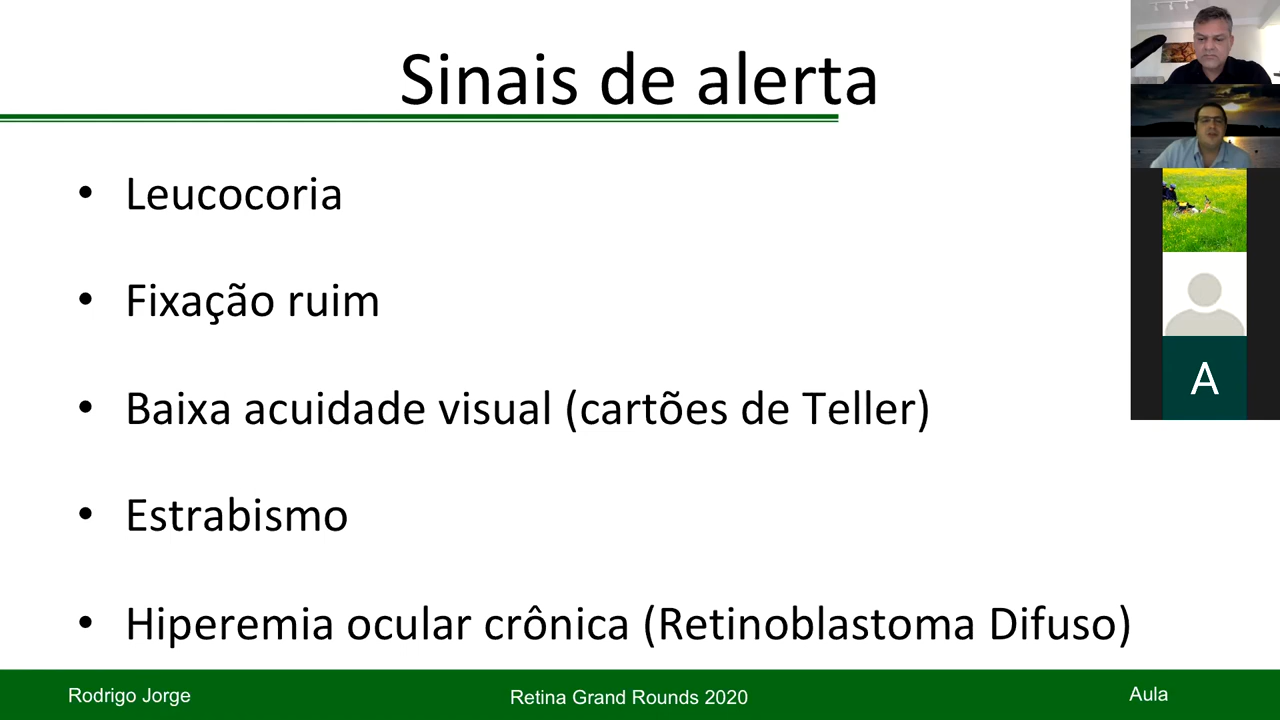 Sinais de alerta
• Leucocoria
• Fixação ruim
• Baixa acuidade visual (cartões de Teller)
• Estrabismo
• Hiperemia ocular crônica (Retinoblastoma Difuso)
A
Rodrigo Jorge
Retina Grand Rounds 2020
Aula